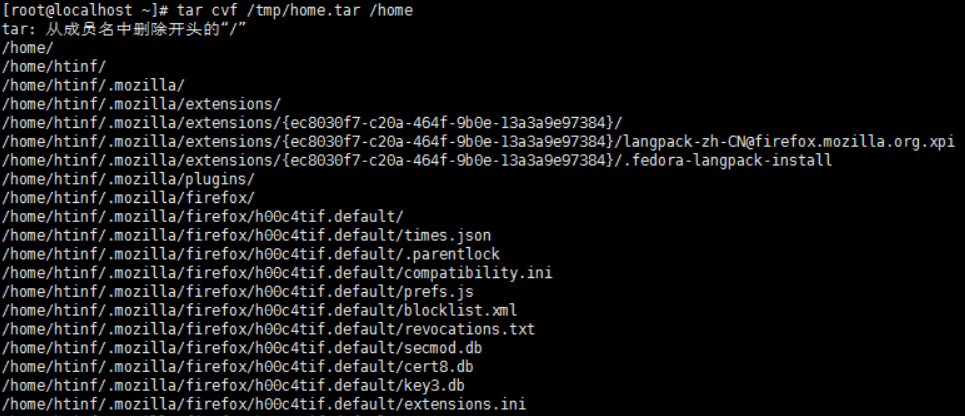 [root@localhost ~]# tar cvf /tmp/home.tar /home
tar: 从成员名中删除开头的“/”
/home/
/home/htinf/
/home/htinf/.mozilla/
/home/htinf/.mozilla/extensions/
/home/htinf/.mozilla/extensions/{ec8030f7-c20a-464f-9b0e-13a3a9e97384}/
/home/htinf/.mozilla/extensions/{ec8030f7-c20a-464f-9b0e-13a3a9e97384}/langpack-zh-CN@firefox.mozilla.org.xpi
/home/htinf/.mozilla/extensions/{ec8030f7-c20a-464f-9b0e-13a3a9e97384}/.fedora-langpack-install
/home/htinf/.mozilla/plugins/
/home/htinf/.mozilla/firefox/
/home/htinf/.mozilla/firefox/h00c4tif.default/
/home/htinf/.mozilla/firefox/h00c4tif.default/times.json
/home/htinf/.mozilla/firefox/h00c4tif.default/.parentlock
/home/htinf/.mozilla/firefox/h00c4tif.default/compatibility.ini
/home/htinf/.mozilla/firefox/h00c4tif.default/prefs.js
/home/htinf/.mozilla/firefox/h00c4tif.default/blocklist.xml
/home/htinf/.mozilla/firefox/h00c4tif.default/revocations.txt
/home/htinf/.mozilla/firefox/h00c4tif.default/secmod.db
/home/htinf/.mozilla/firefox/h00c4tif.default/cert8.db
/home/htinf/.mozilla/firefox/h00c4tif.default/key3.db
/home/htinf/.mozilla/firefox/h00c4tif.default/extensions.ini